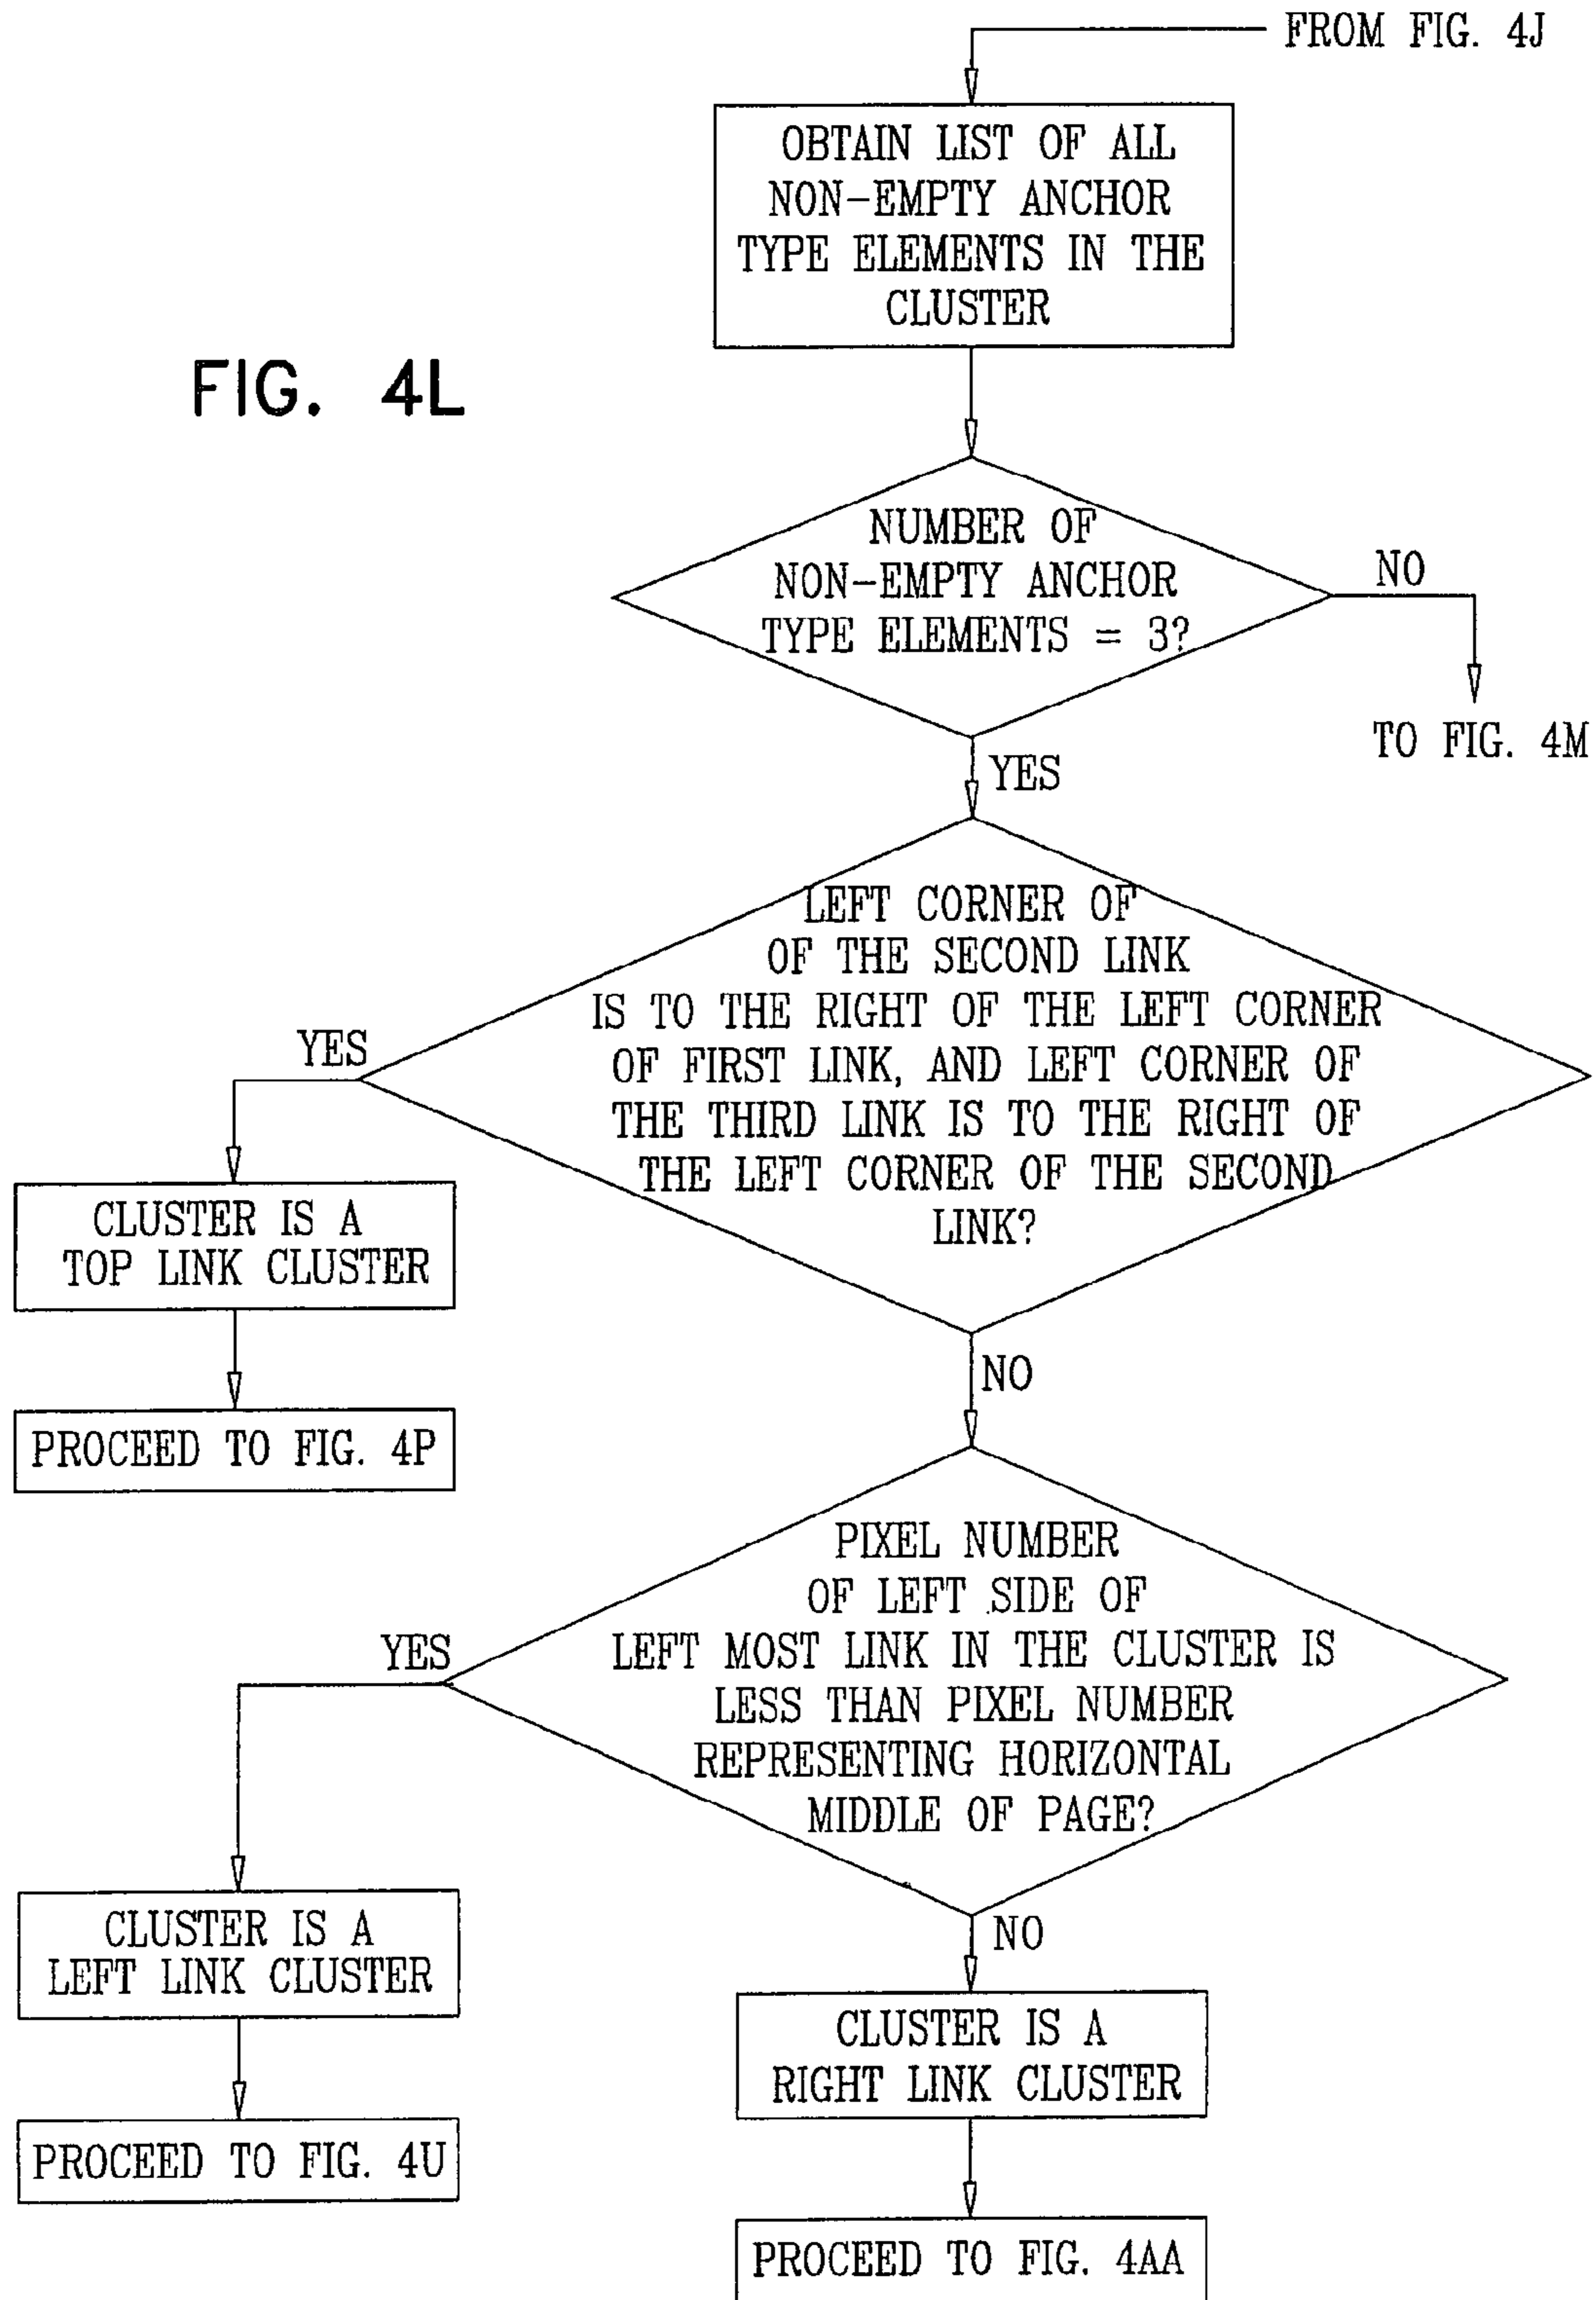 FROM FIG. 4J
OBTAIN LIST OF ALL
NON-EMPTY ANCHOR
TYPE ELEMENTS IN THE
CLUSTER
FIG. 4L
NUMBER OF
NON-EMPTY ANCHOR
TYPE ELEMENTS = 3?
NO
TO FIG. 4M
YES
LEFT CORNER OF
OF THE SECOND LINK
IS TO THE RIGHT OF THE LEFT CORNER
OF FIRST LINK, AND LEFT CORNER OF
THE THIRD LINK IS TO THE RIGHT OF
THE LEFT CORNER OF THE SECOND
LINK?
YES
CLUSTER IS A
TOP LINK CLUSTER
PROCEED TO FIG. 4P
NO
PIXEL NUMBER
OF LEFT SIDE OF
LEFT MOST LINK IN THE CLUSTER IS
LESS THAN PIXEL NUMBER
REPRESENTING HORIZONTAL
MIDDLE OF PAGE?
YES
CLUSTER IS A
LEFT LINK CLUSTER
PROCEED TO FIG. 4U
NO
CLUSTER IS A
RIGHT LINK CLUSTER
PROCEED TO FIG. 4AA